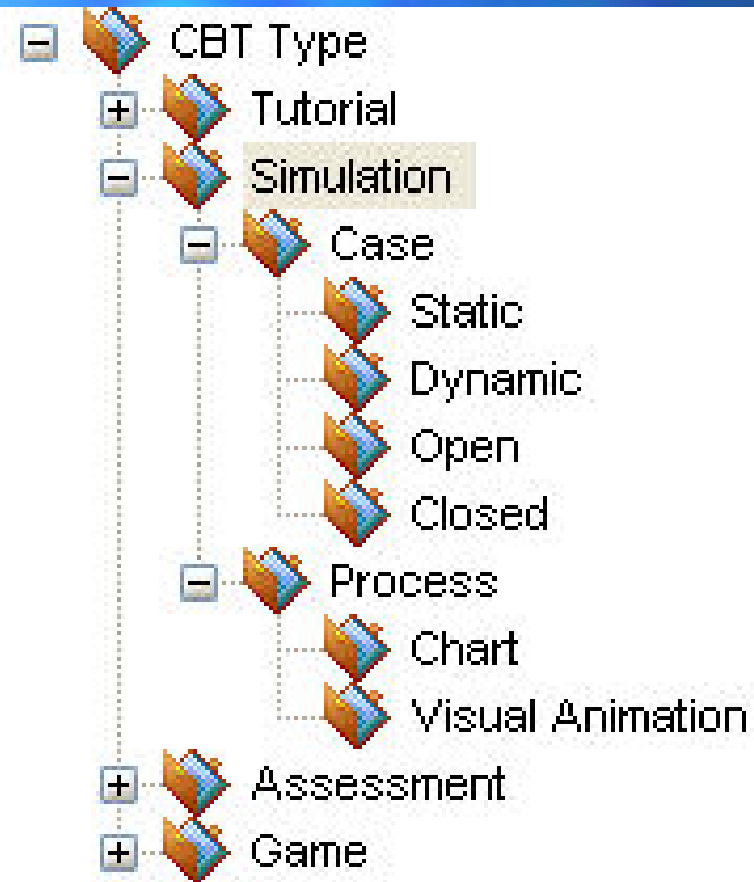 CBT Type
Tutorial
Simulation
Case
Static
Dynamic
Open
Closed
Process
Chart
Visual Animation
Assessment
Game